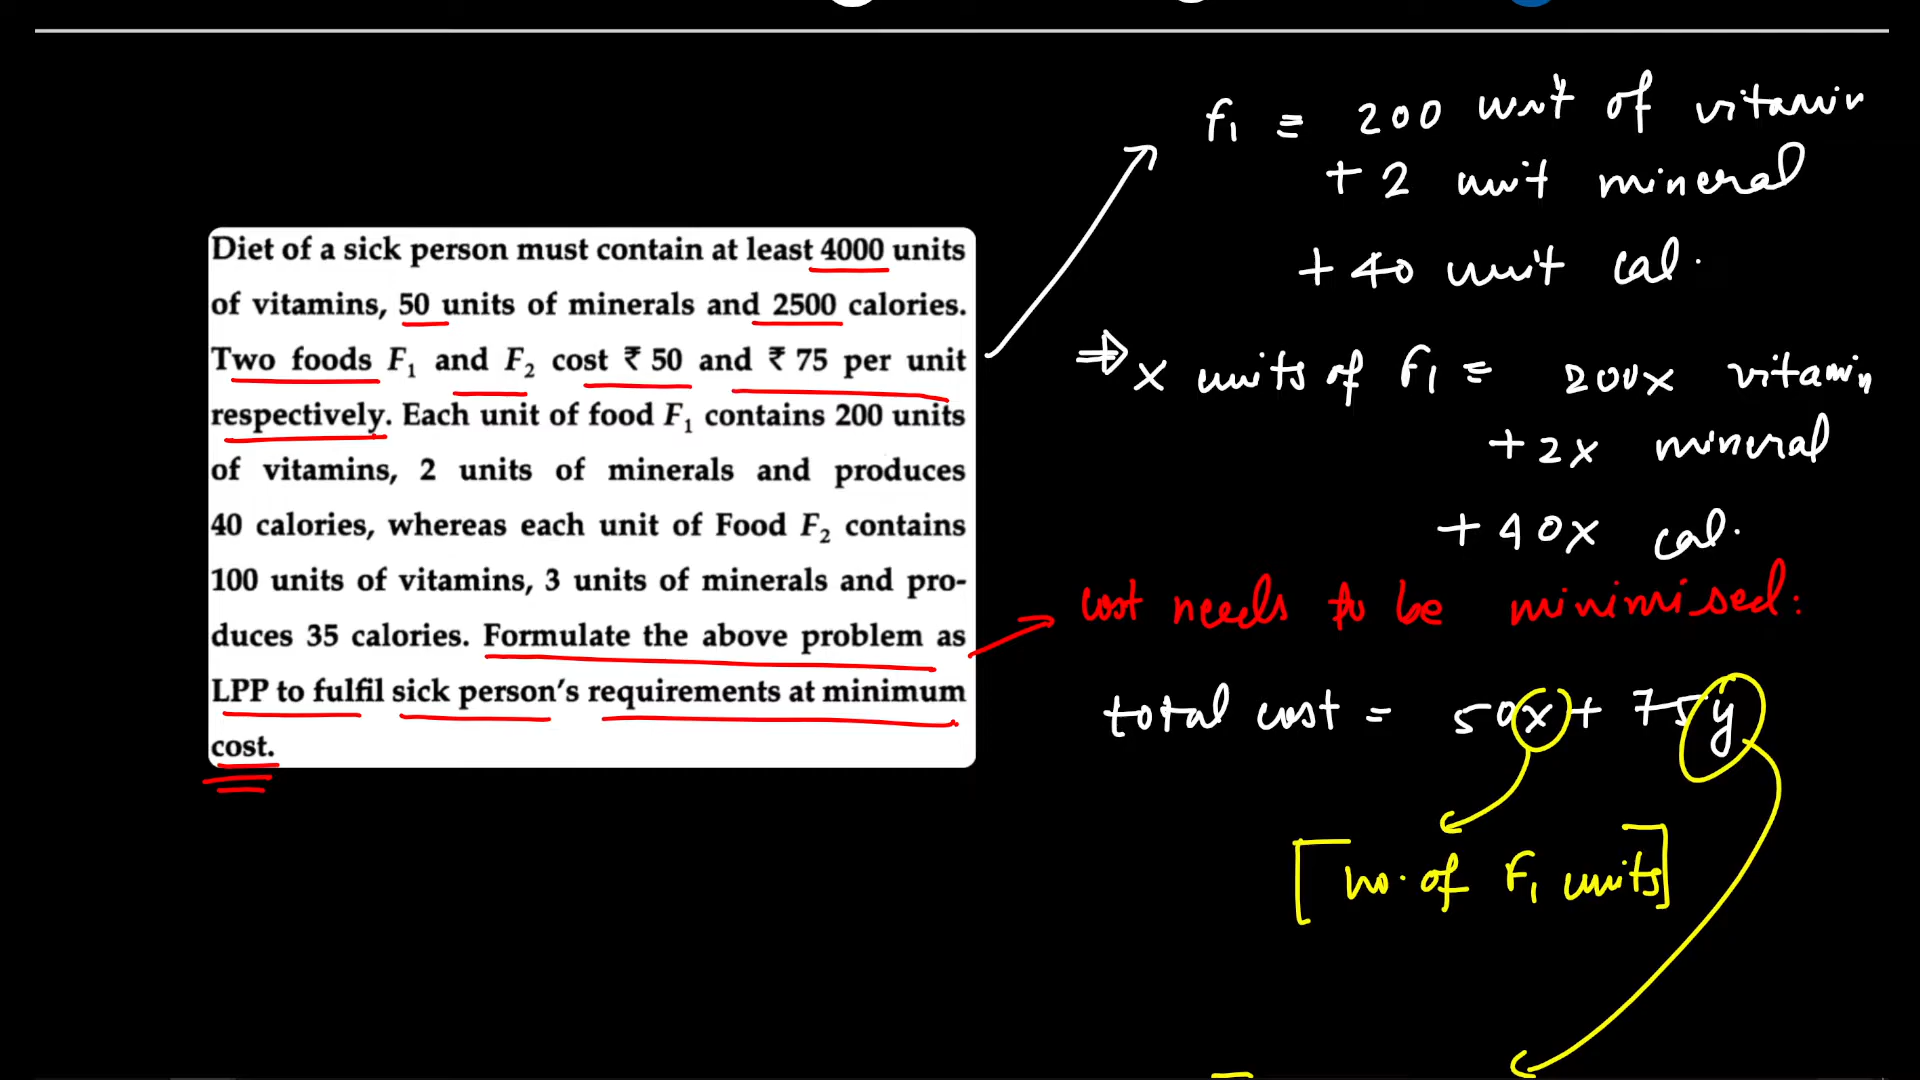 Diet of a sick person must contain at least 4000 units
of vitamins, 50 units of minerals and 2500 calories.
Two foods F₁ and F₂ cost ₹ 50 and ₹ 75 per unit
respectively. Each unit of food F₁ contains 200 units
of vitamins, 2 units of minerals and produces
40 calories, whereas each unit of Food F₂ contains
100 units of vitamins, 3 units of minerals and pro-
duces 35 calories. Formulate the above problem as
LPP to fulfil sick person's requirements at minimum
cost.
F₁ = 200 unit of vitamin
+ 2 unit mineral
+ 40 unit cal.
⇒ x units of F₁ = 200x vitamin
+ 2x mineral
+ 40x cal.
cost needs to be minimised.
total cost = 50x + 75y
[no. of F₁ units]